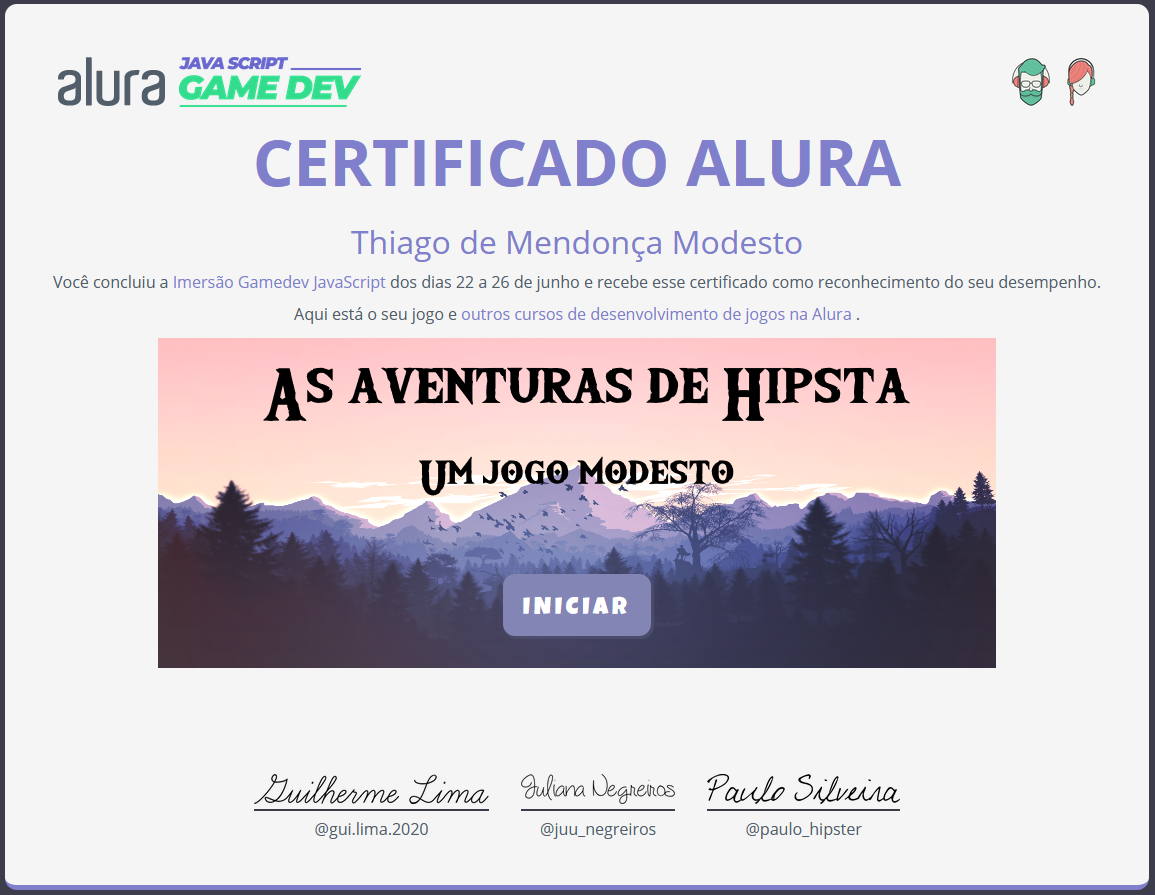 alura JAVA SCRIPT
GAME DEV
CERTIFICADO ALURA
Thiago de Mendonça Modesto
Você concluiu a Imersão Gamedev JavaScript dos dias 22 a 26 de junho e recebe esse certificado como reconhecimento do seu desempenho.
Aqui está o seu jogo e outros cursos de desenvolvimento de jogos na Alura .
As aventuras de Hipsta
Um jogo modesto
INICIAR
Guilherme Lima Juliana Negreiros Paulo Silveira
@gui.lima.2020 @juu_negreiros @paulo_hipster